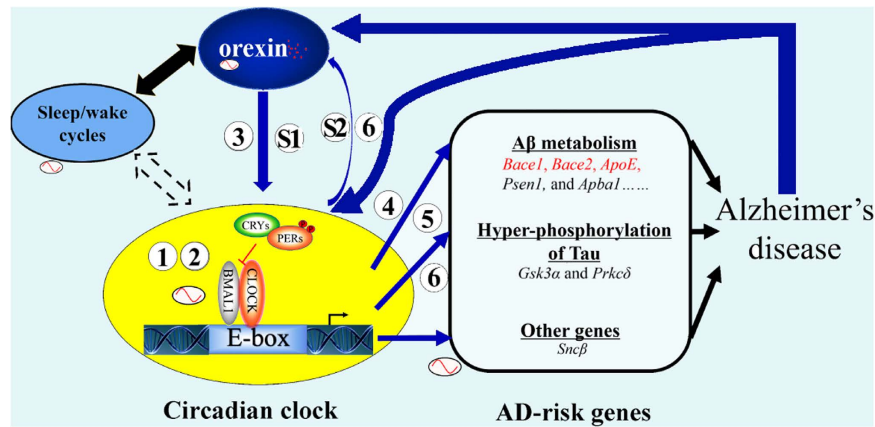 orexin
Sleep/wake
cycles
3
S1
S2
6
CRYs
PERs
P
P
1
2
BMAL1
CLOCK
E-box
4
5
6
Aβ metabolism
Bace1, Bace2, ApoE,
Psen1, and Apba1……
Hyper-phosphorylation
of Tau
Gsk3α and Prkcδ
Other genes
Sncβ
Alzheimer's
disease
Circadian clock
AD-risk genes